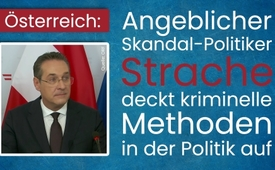 Österreich:
Angeblicher
Skandal-Politiker
Strache
deckt kriminelle
Methoden
in der Politik auf